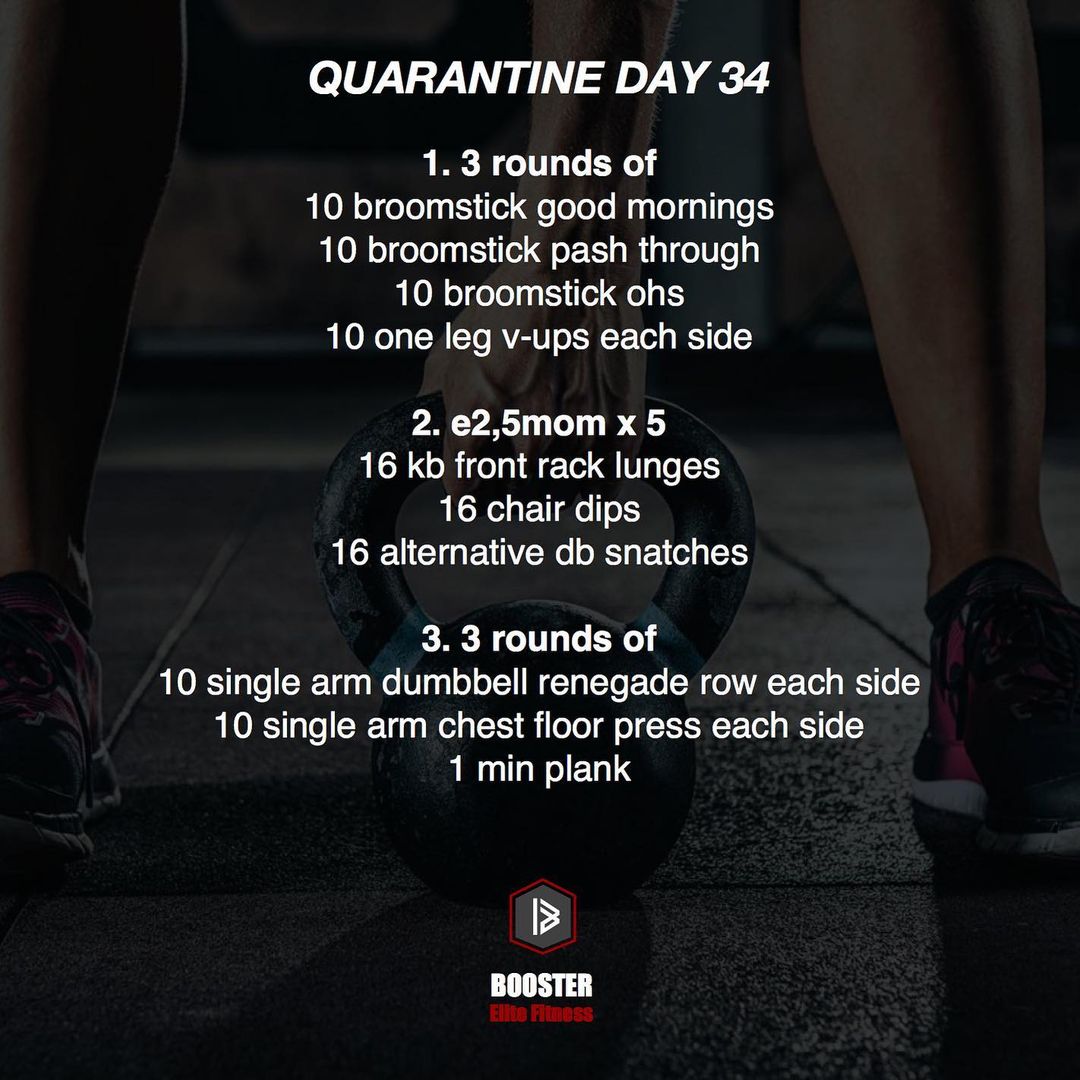 QUARANTINE DAY 34
1. 3 rounds of
10 broomstick good mornings
10 broomstick pash through
10 broomstick ohs
10 one leg v-ups each side
2. e2,5mom x 5
16 kb front rack lunges
16 chair dips
16 alternative db snatches
3. 3 rounds of
10 single arm dumbbell renegade row each side
10 single arm chest floor press each side
1 min plank
BOOSTER
Elite Fitness